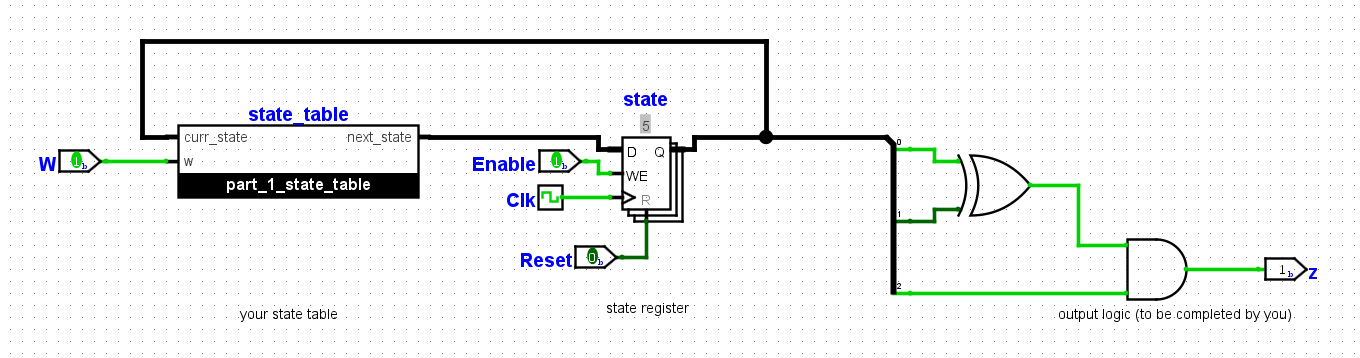 state
state_table
5
curr_state next_state
0
D Q
W 1 b
w
Enable 1 b
WE
part_1_state_table
Clk
R
1
Reset 0 b
1 b z
2
your state table
state register
output logic (to be completed by you)